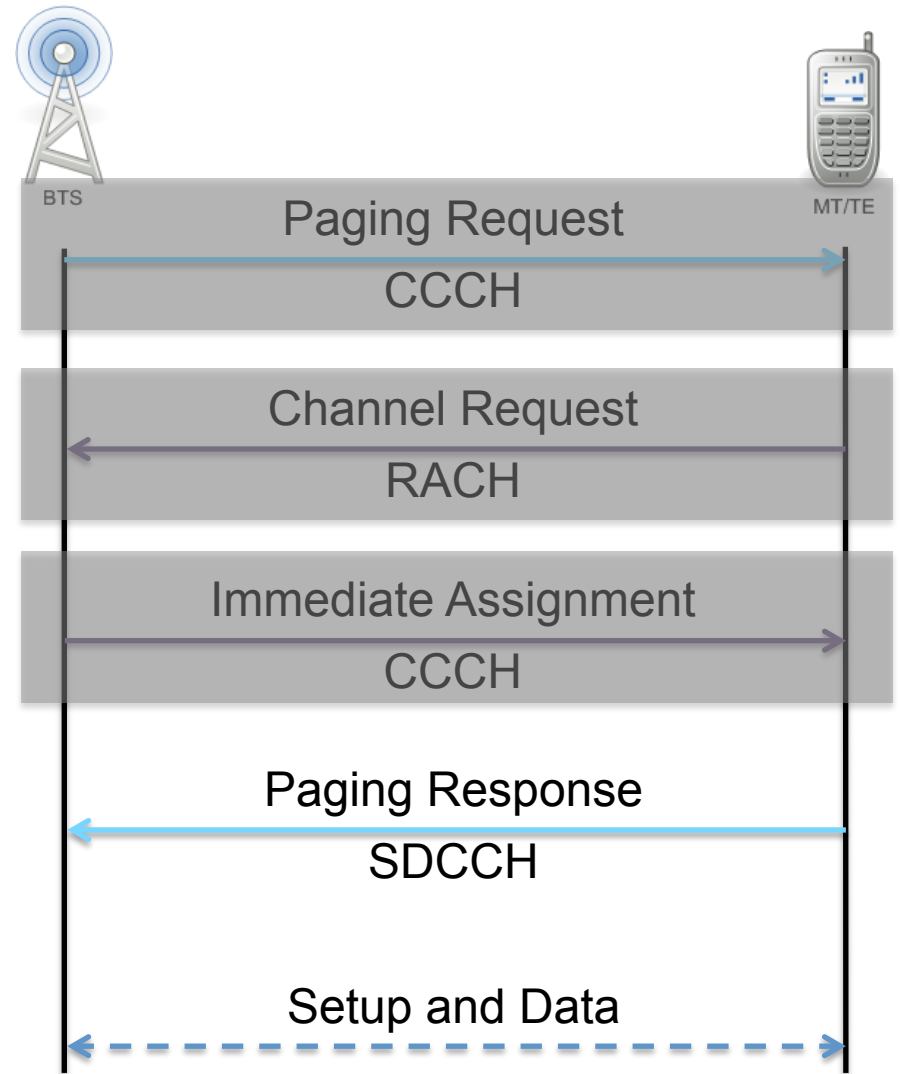 BTS
MT/TE
Paging Request
CCCH
Channel Request
RACH
Immediate Assignment
CCCH
Paging Response
SDCCH
Setup and Data